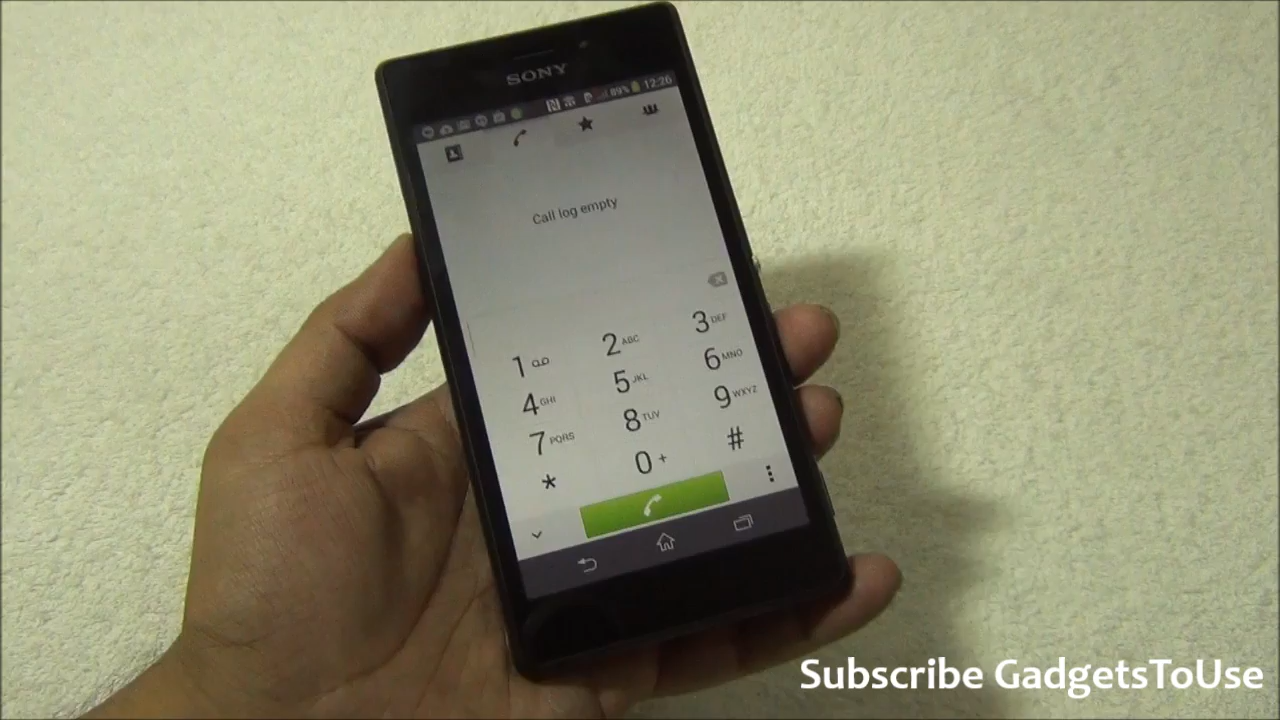 SONY
89% 12:26
Call log empty
1 2 ABC 3 DEF
4 GHI 5 JKL 6 MNO
7 PQRS 8 TUV 9 WXYZ
* 0 + #
Subscribe GadgetsToUse